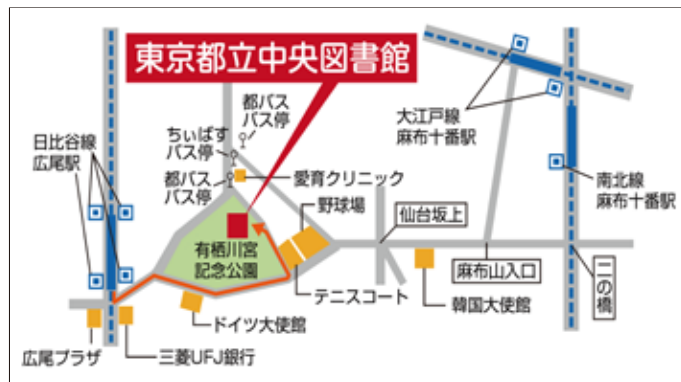 東京都立中央図書館
都バス
バス停
ちぃばす
バス停
都バス
バス停
日比谷線
広尾駅
愛育クリニック
野球場
有栖川宮
記念公園
テニスコート
ドイツ大使館
三菱UFJ銀行
広尾プラザ
仙台坂上
韓国大使館
麻布山入口
二の橋
大江戸線
麻布十番駅
南北線
麻布十番駅